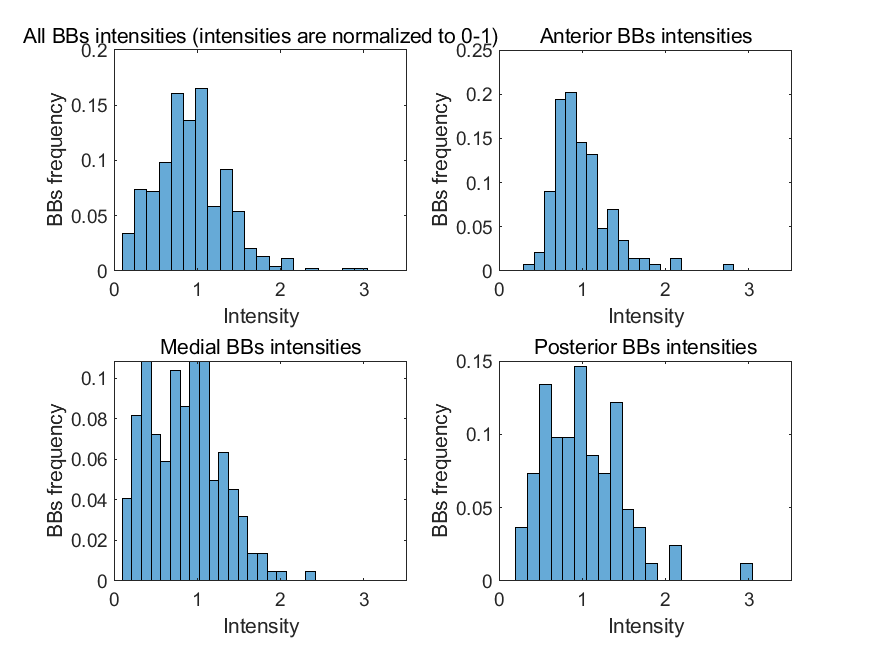 All BBs intensities (intensities are normalized to 0-1)
0.2
0.15
0.1
0.05
0
BBs frequency
0 1 2 3
Intensity
Anterior BBs intensities
0.25
0.2
0.15
0.1
0.05
0
BBs frequency
0 1 2 3
Intensity
Medial BBs intensities
0.1
0.08
0.06
0.04
0.02
0
BBs frequency
0 1 2 3
Intensity
Posterior BBs intensities
0.15
0.1
0.05
0
BBs frequency
0 1 2 3
Intensity